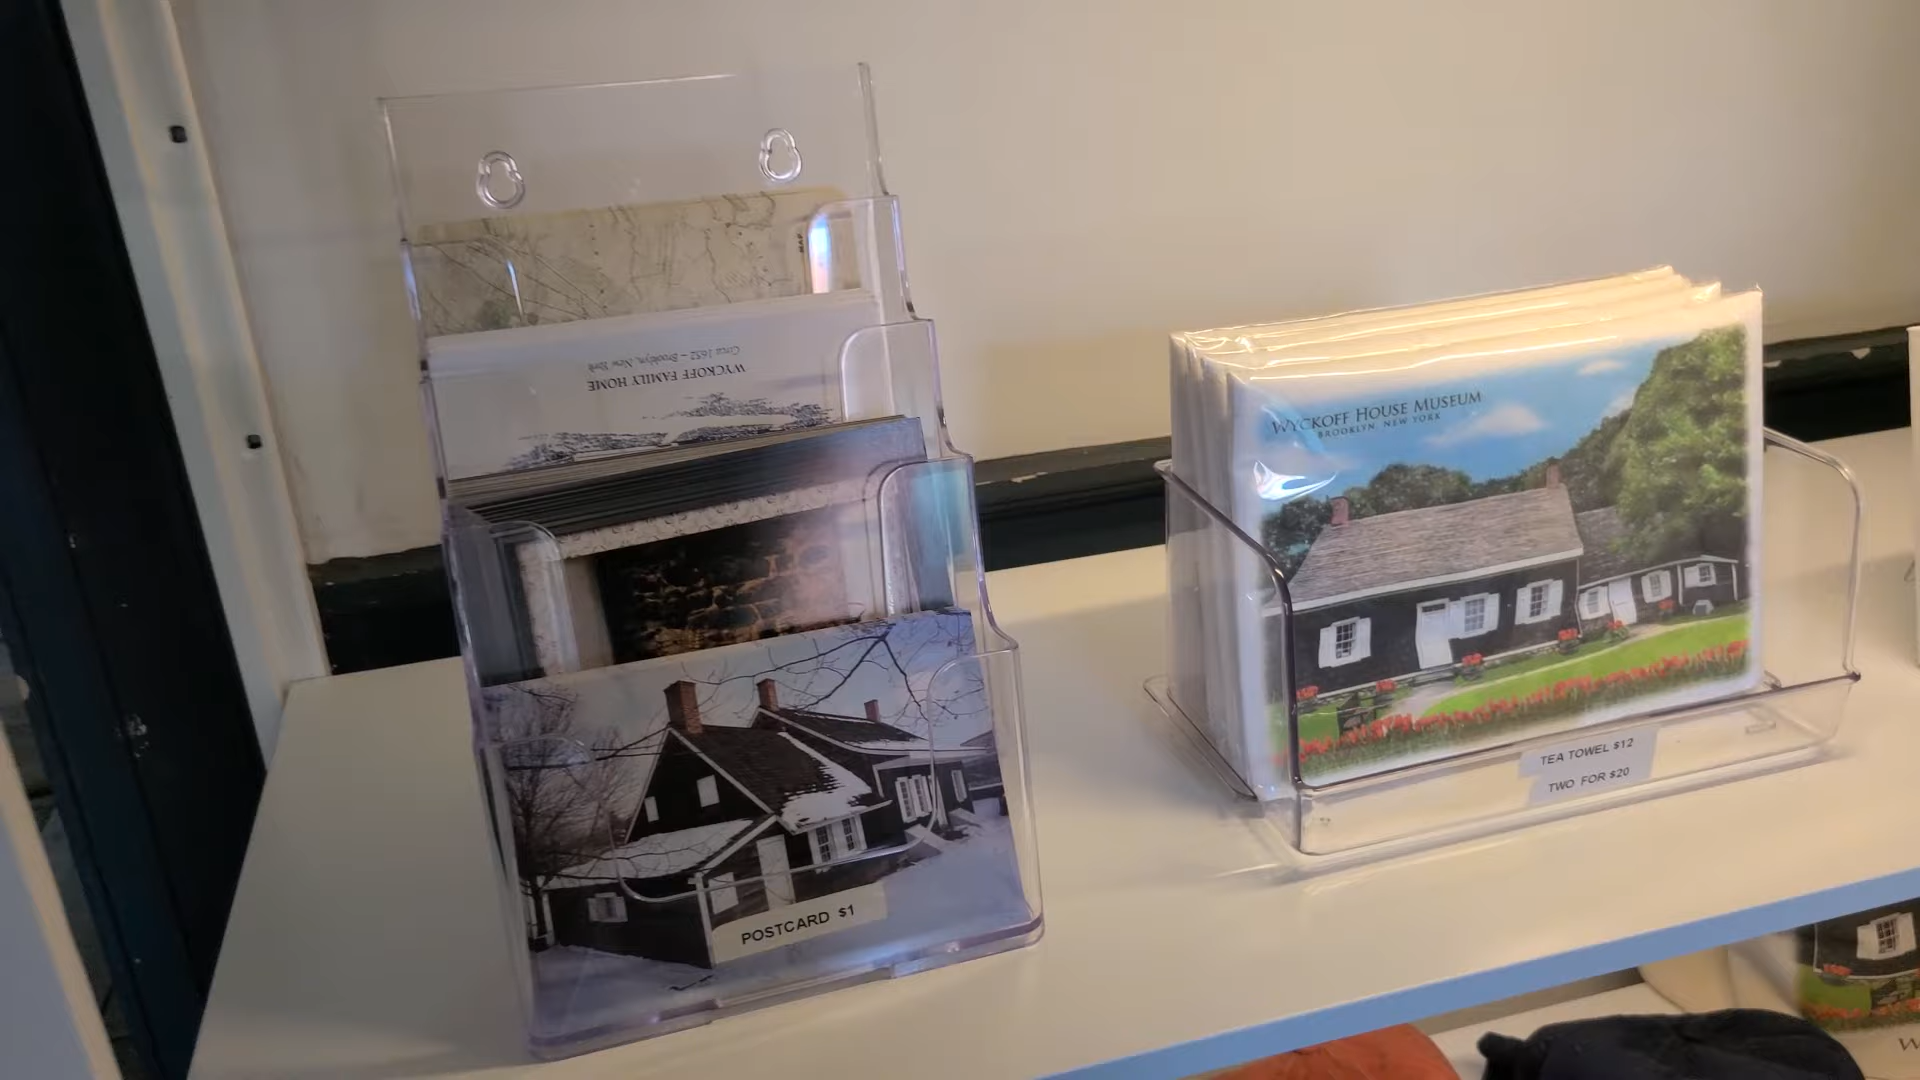 WYCKOFF FAMILY HOME
Circa 1652 – Brooklyn, New York
POSTCARD $1
WYCKOFF HOUSE MUSEUM
BROOKLYN, NEW YORK
TEA TOWEL $12
TWO FOR $20